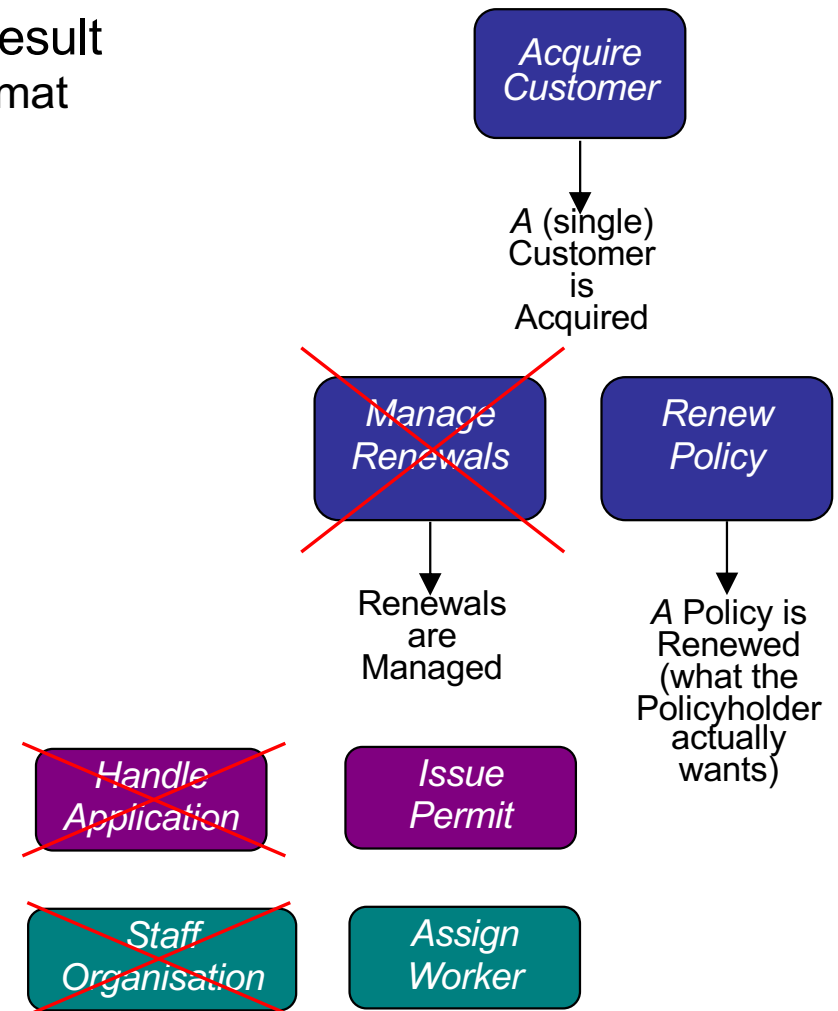 esult
mat
Acquire
Customer
A (single)
Customer
is
Acquired
Manage
Renewals
Renew
Policy
Renewals
are
Managed
A Policy is
Renewed
(what the
Policyholder
actually
wants)
Handle
Application
Issue
Permit
Staff
Organisation
Assign
Worker